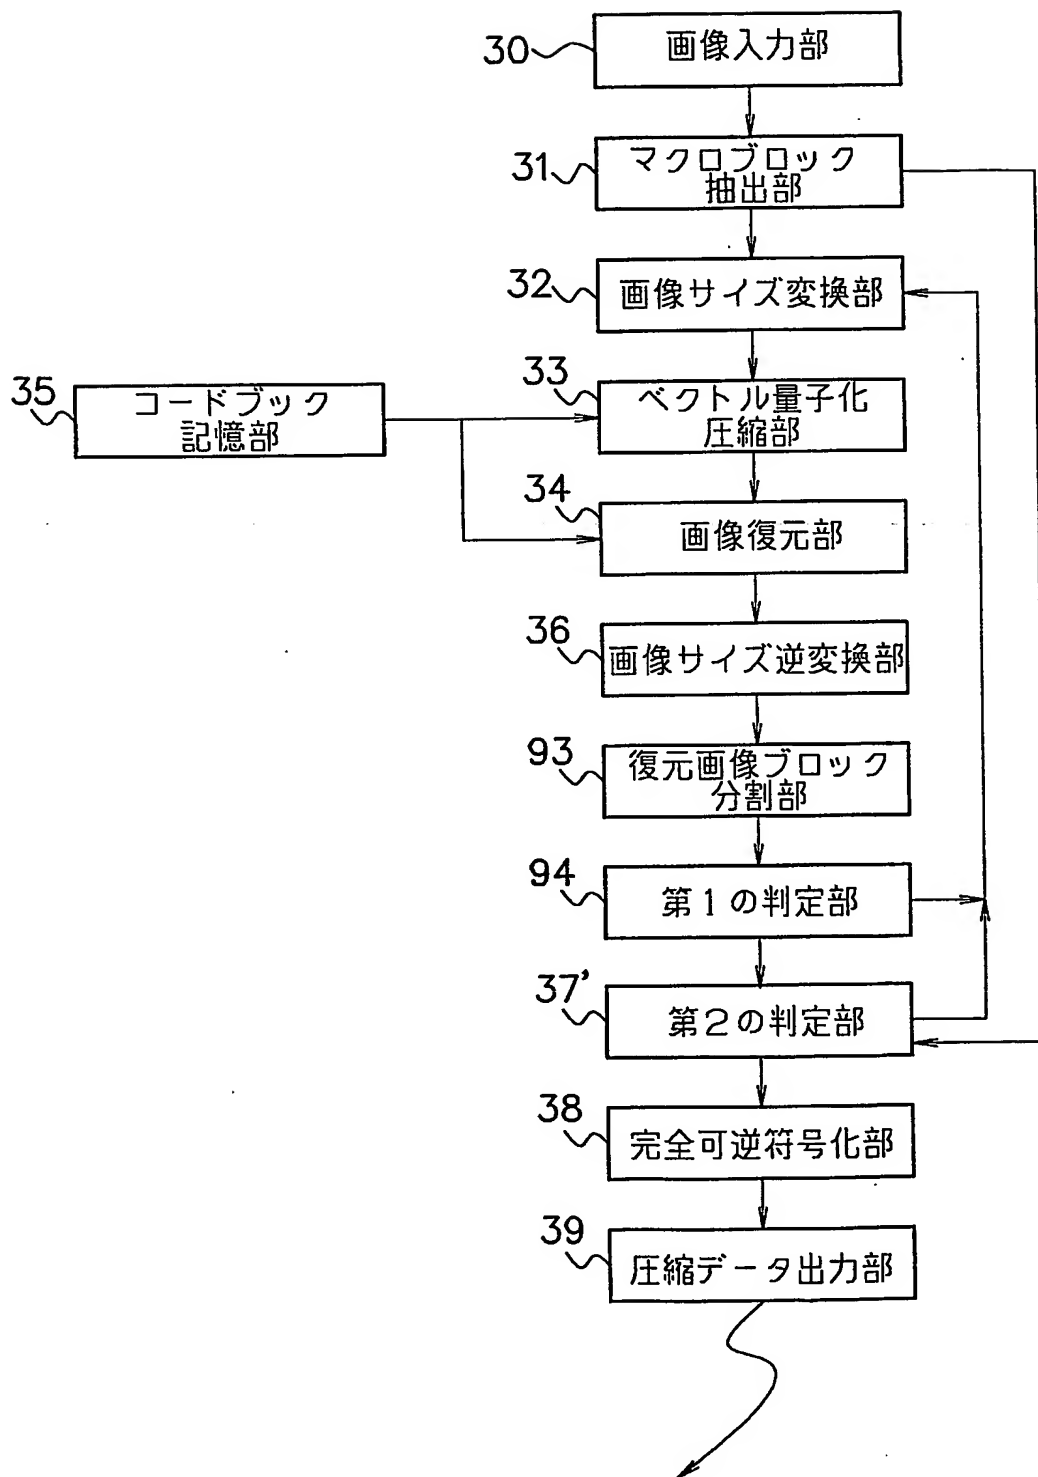 30
画像入力部
31
マクロブロック
抽出部
32
画像サイズ変換部
35
コードブック
記憶部
33
ベクトル量子化
圧縮部
34
画像復元部
36
画像サイズ逆変換部
93
復元画像ブロック
分割部
94
第1の判定部
37'
第2の判定部
38
完全可逆符号化部
39
圧縮データ出力部